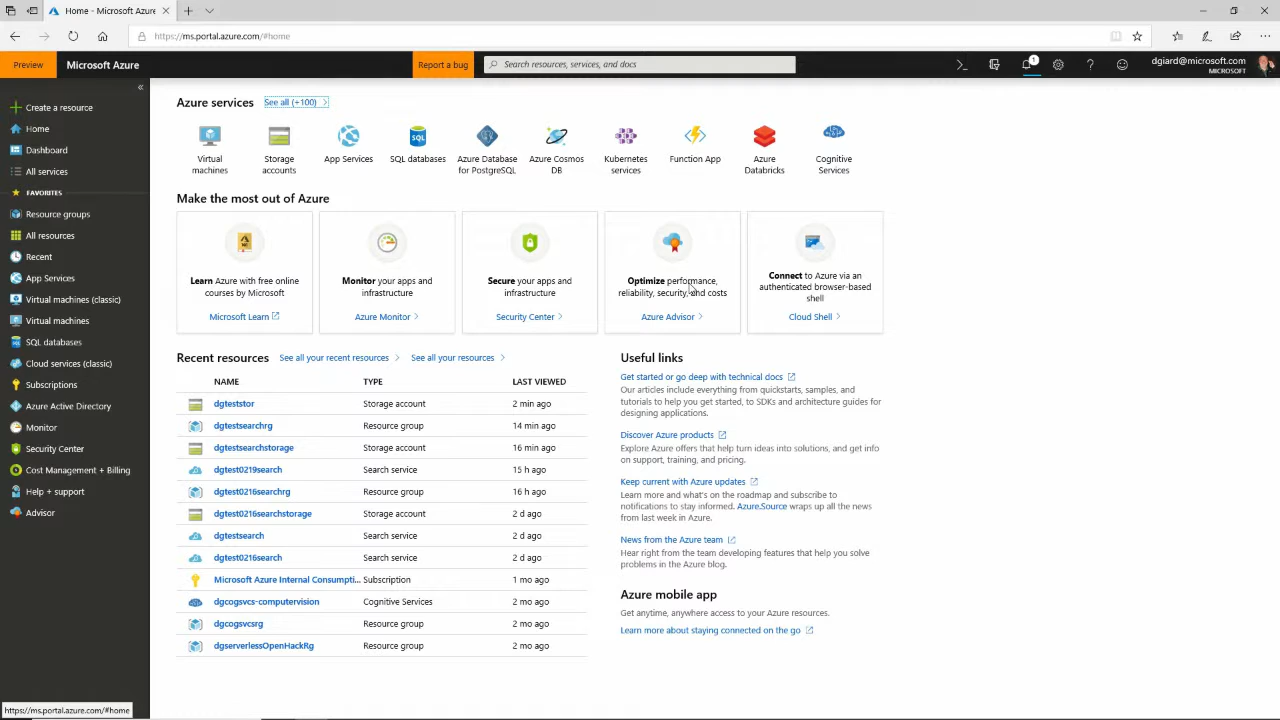 Home - Microsoft Azure
https://ms.portal.azure.com/#home
Preview
Microsoft Azure
Report a bug
Search resources, services, and docs
1
dgiard@microsoft.com
MICROSOFT
Create a resource
Home
Dashboard
All services
FAVORITES
Resource groups
All resources
Recent
App Services
Virtual machines (classic)
Virtual machines
SQL databases
Cloud services (classic)
Subscriptions
Azure Active Directory
Monitor
Security Center
Cost Management + Billing
Help + support
Advisor
Azure services
See all (+100)
Virtual
machines
Storage
accounts
App Services
SQL
SQL databases
Azure Database
for PostgreSQL
Azure Cosmos
DB
Kubernetes
services
Function App
Azure
Databricks
Cognitive
Services
Make the most out of Azure
Learn Azure with free online
courses by Microsoft
Microsoft Learn
Monitor your apps and
infrastructure
Azure Monitor
Secure your apps and
infrastructure
Security Center
Optimize performance,
reliability, security, and costs
Azure Advisor
Connect to Azure via an
authenticated browser-based
shell
Cloud Shell
Recent resources
See all your recent resources
See all your resources
NAME TYPE LAST VIEWED
dgteststor Storage account 2 min ago
dgtestsearchrg Resource group 14 min ago
dgtestsearchstorage Storage account 16 min ago
dgtest0219search Search service 15 h ago
dgtest0216searchrg Resource group 16 h ago
dgtest0216searchstorage Storage account 2 d ago
dgtestsearch Search service 2 d ago
dgtest0216search Search service 2 d ago
Microsoft Azure Internal Consumpti... Subscription 1 mo ago
dgcogsvcs-computervision Cognitive Services 2 mo ago
dgcogsvcsrg Resource group 2 mo ago
dgserverlessOpenHackRg Resource group 2 mo ago
Useful links
Get started or go deep with technical docs
Our articles include everything from quickstarts, samples, and
tutorials to help you get started, to SDKs and architecture guides for
designing applications.
Discover Azure products
Explore Azure offers that help turn ideas into solutions, and get info
on support, training, and pricing.
Keep current with Azure updates
Learn more and what's on the roadmap and subscribe to
notifications to stay informed. Azure.Source wraps up all the news
from last week in Azure.
News from the Azure team
Hear right from the team developing features that help you solve
problems in the Azure blog.
Azure mobile app
Get anytime, anywhere access to your Azure resources.
Learn more about staying connected on the go
https://ms.portal.azure.com/#home